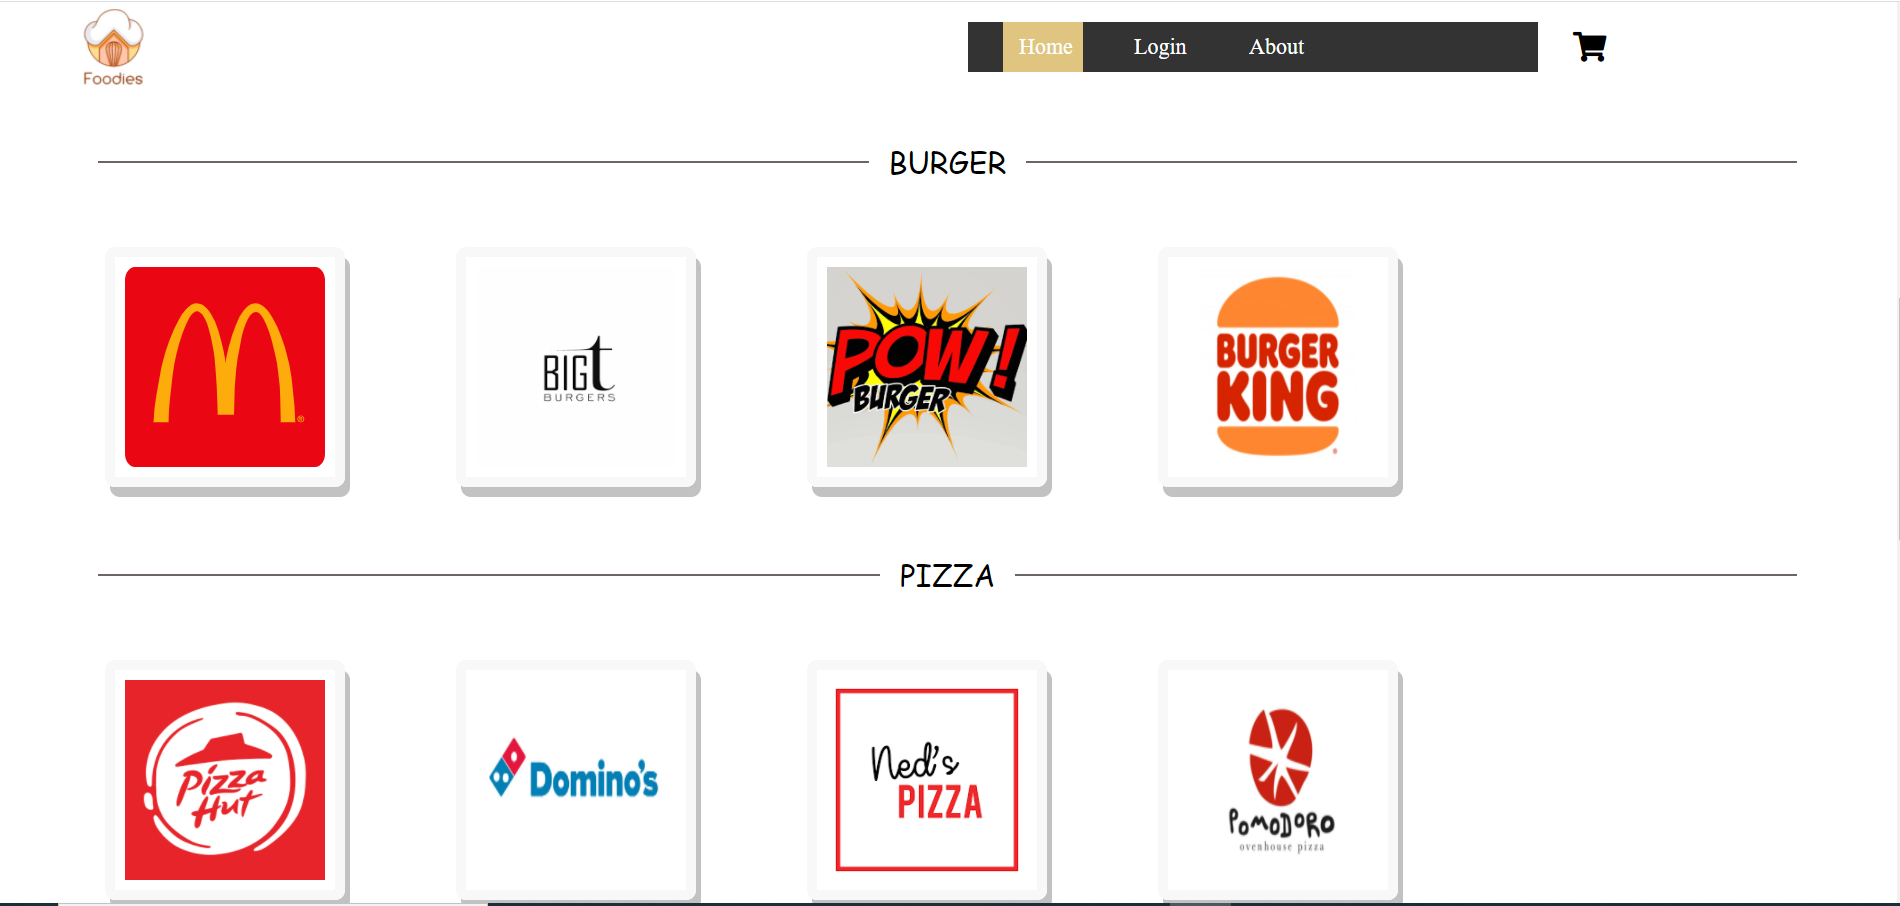 Foodies
Home Login About
BURGER
BIGt
BURGERS
POW!
BURGER
BURGER
KING
PIZZA
Pizza
Hut
Domino's
Ned's
PIZZA
POMODORO
ovenhouse pizza